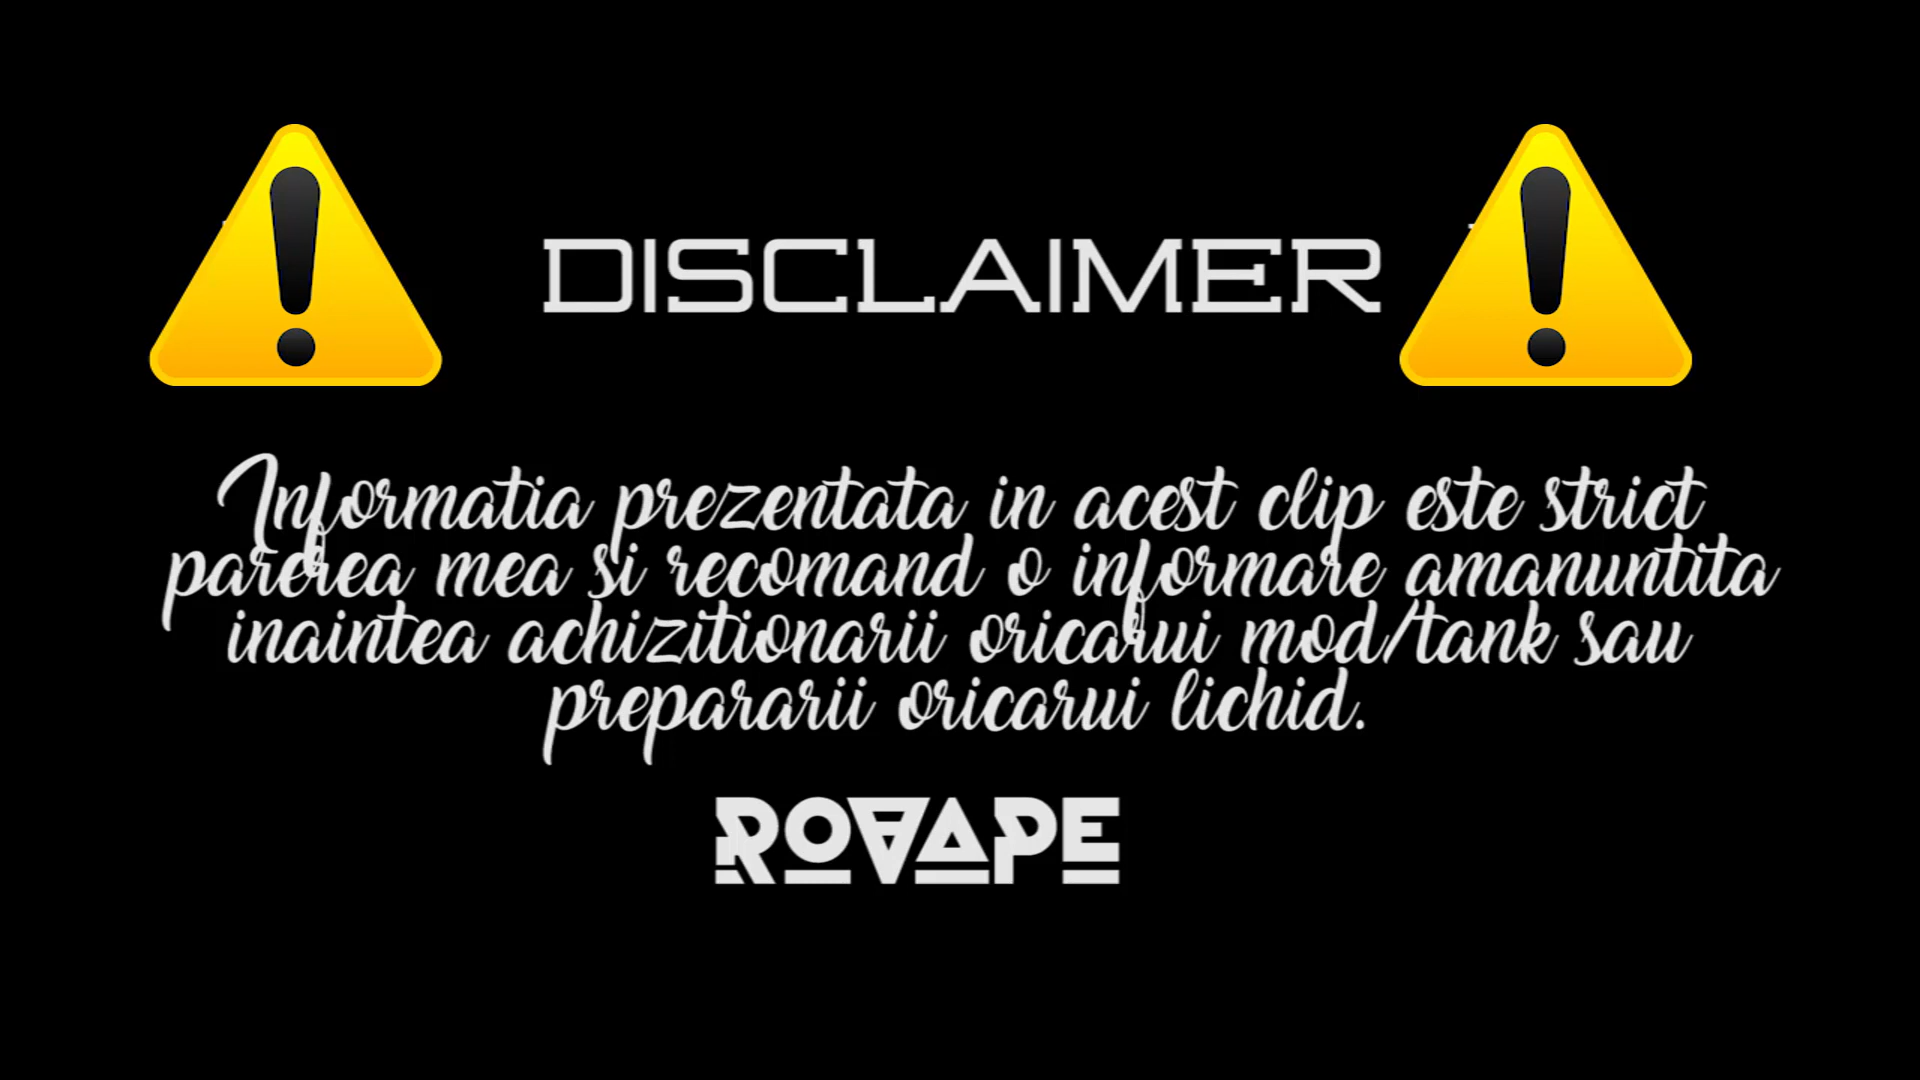 DISCLAIMER
Informatia prezentata in acest clip este strict
parerea mea si recomand o informare amanuntita
inaintea achizitionarii oricarui mod/tank sau
prepararii oricarui lichid.
ROVAPE